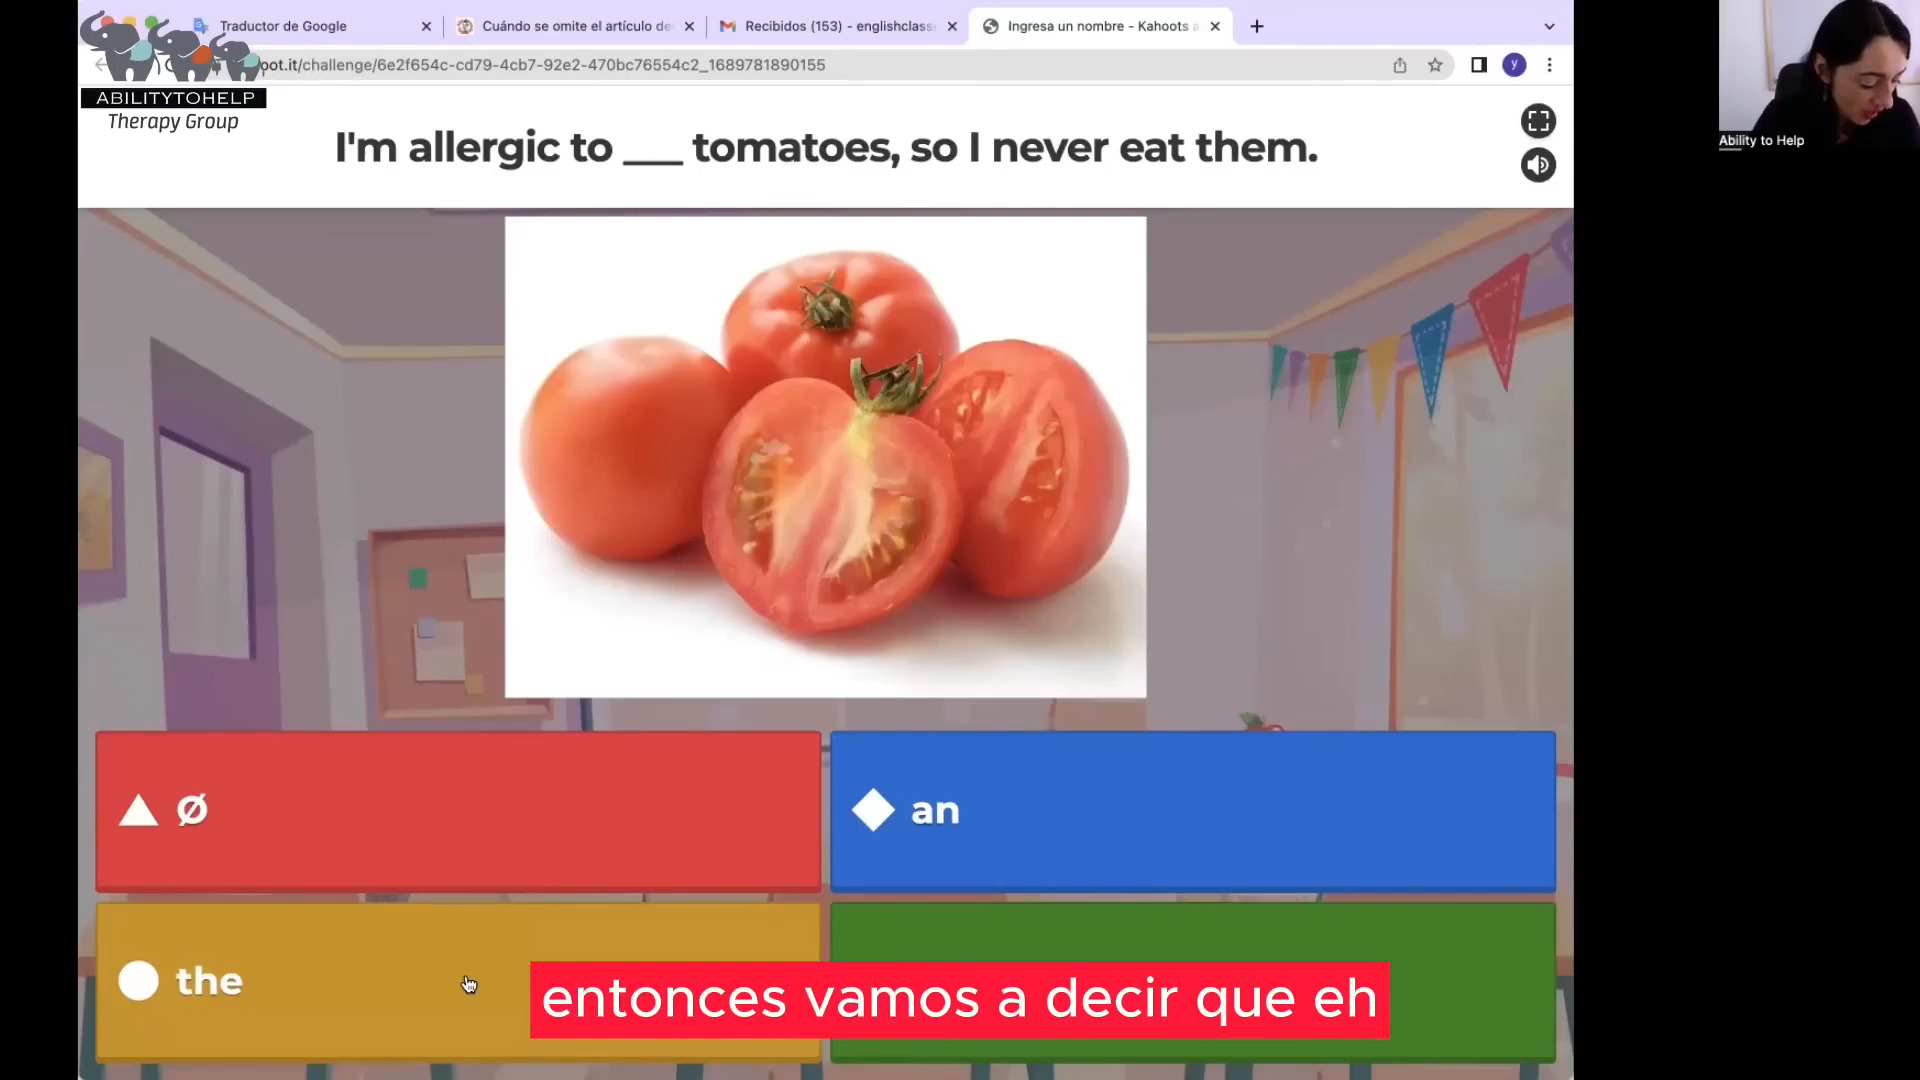 Traductor de Google
Cuándo se omite el artículo de
Recibidos (153) - englishclass
Ingresa un nombre - Kahoots a
oot.it/challenge/6e2f654c-cd79-4cb7-92e2-470bc76554c2_1689781890155
y
ABILITYTOHELP
Therapy Group
Ability to Help
I'm allergic to ___ tomatoes, so I never eat them.
Ø
an
the
entonces vamos a decir que eh